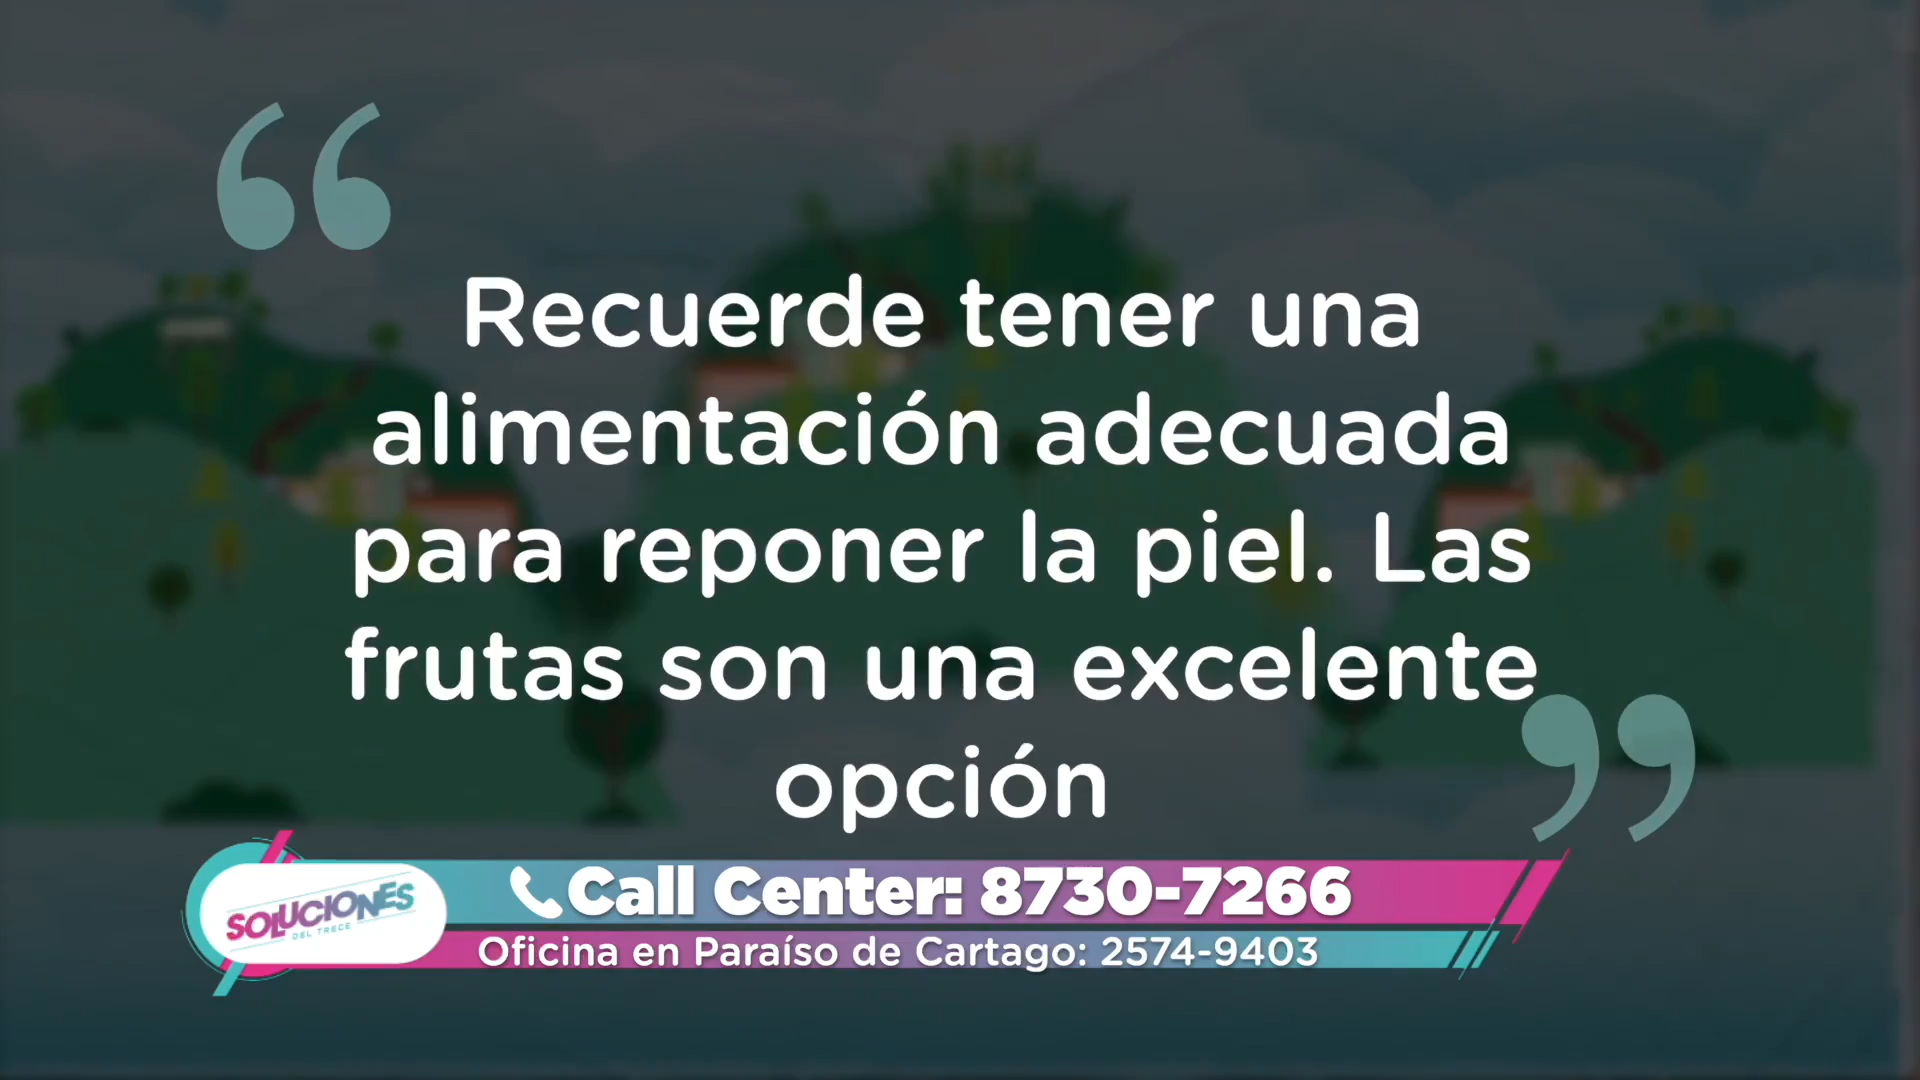 “
Recuerde tener una
alimentación adecuada
para reponer la piel. Las
frutas son una excelente
opción
”
SOLUCIONES
DEL TRECE
Call Center: 8730-7266
Oficina en Paraíso de Cartago: 2574-9403